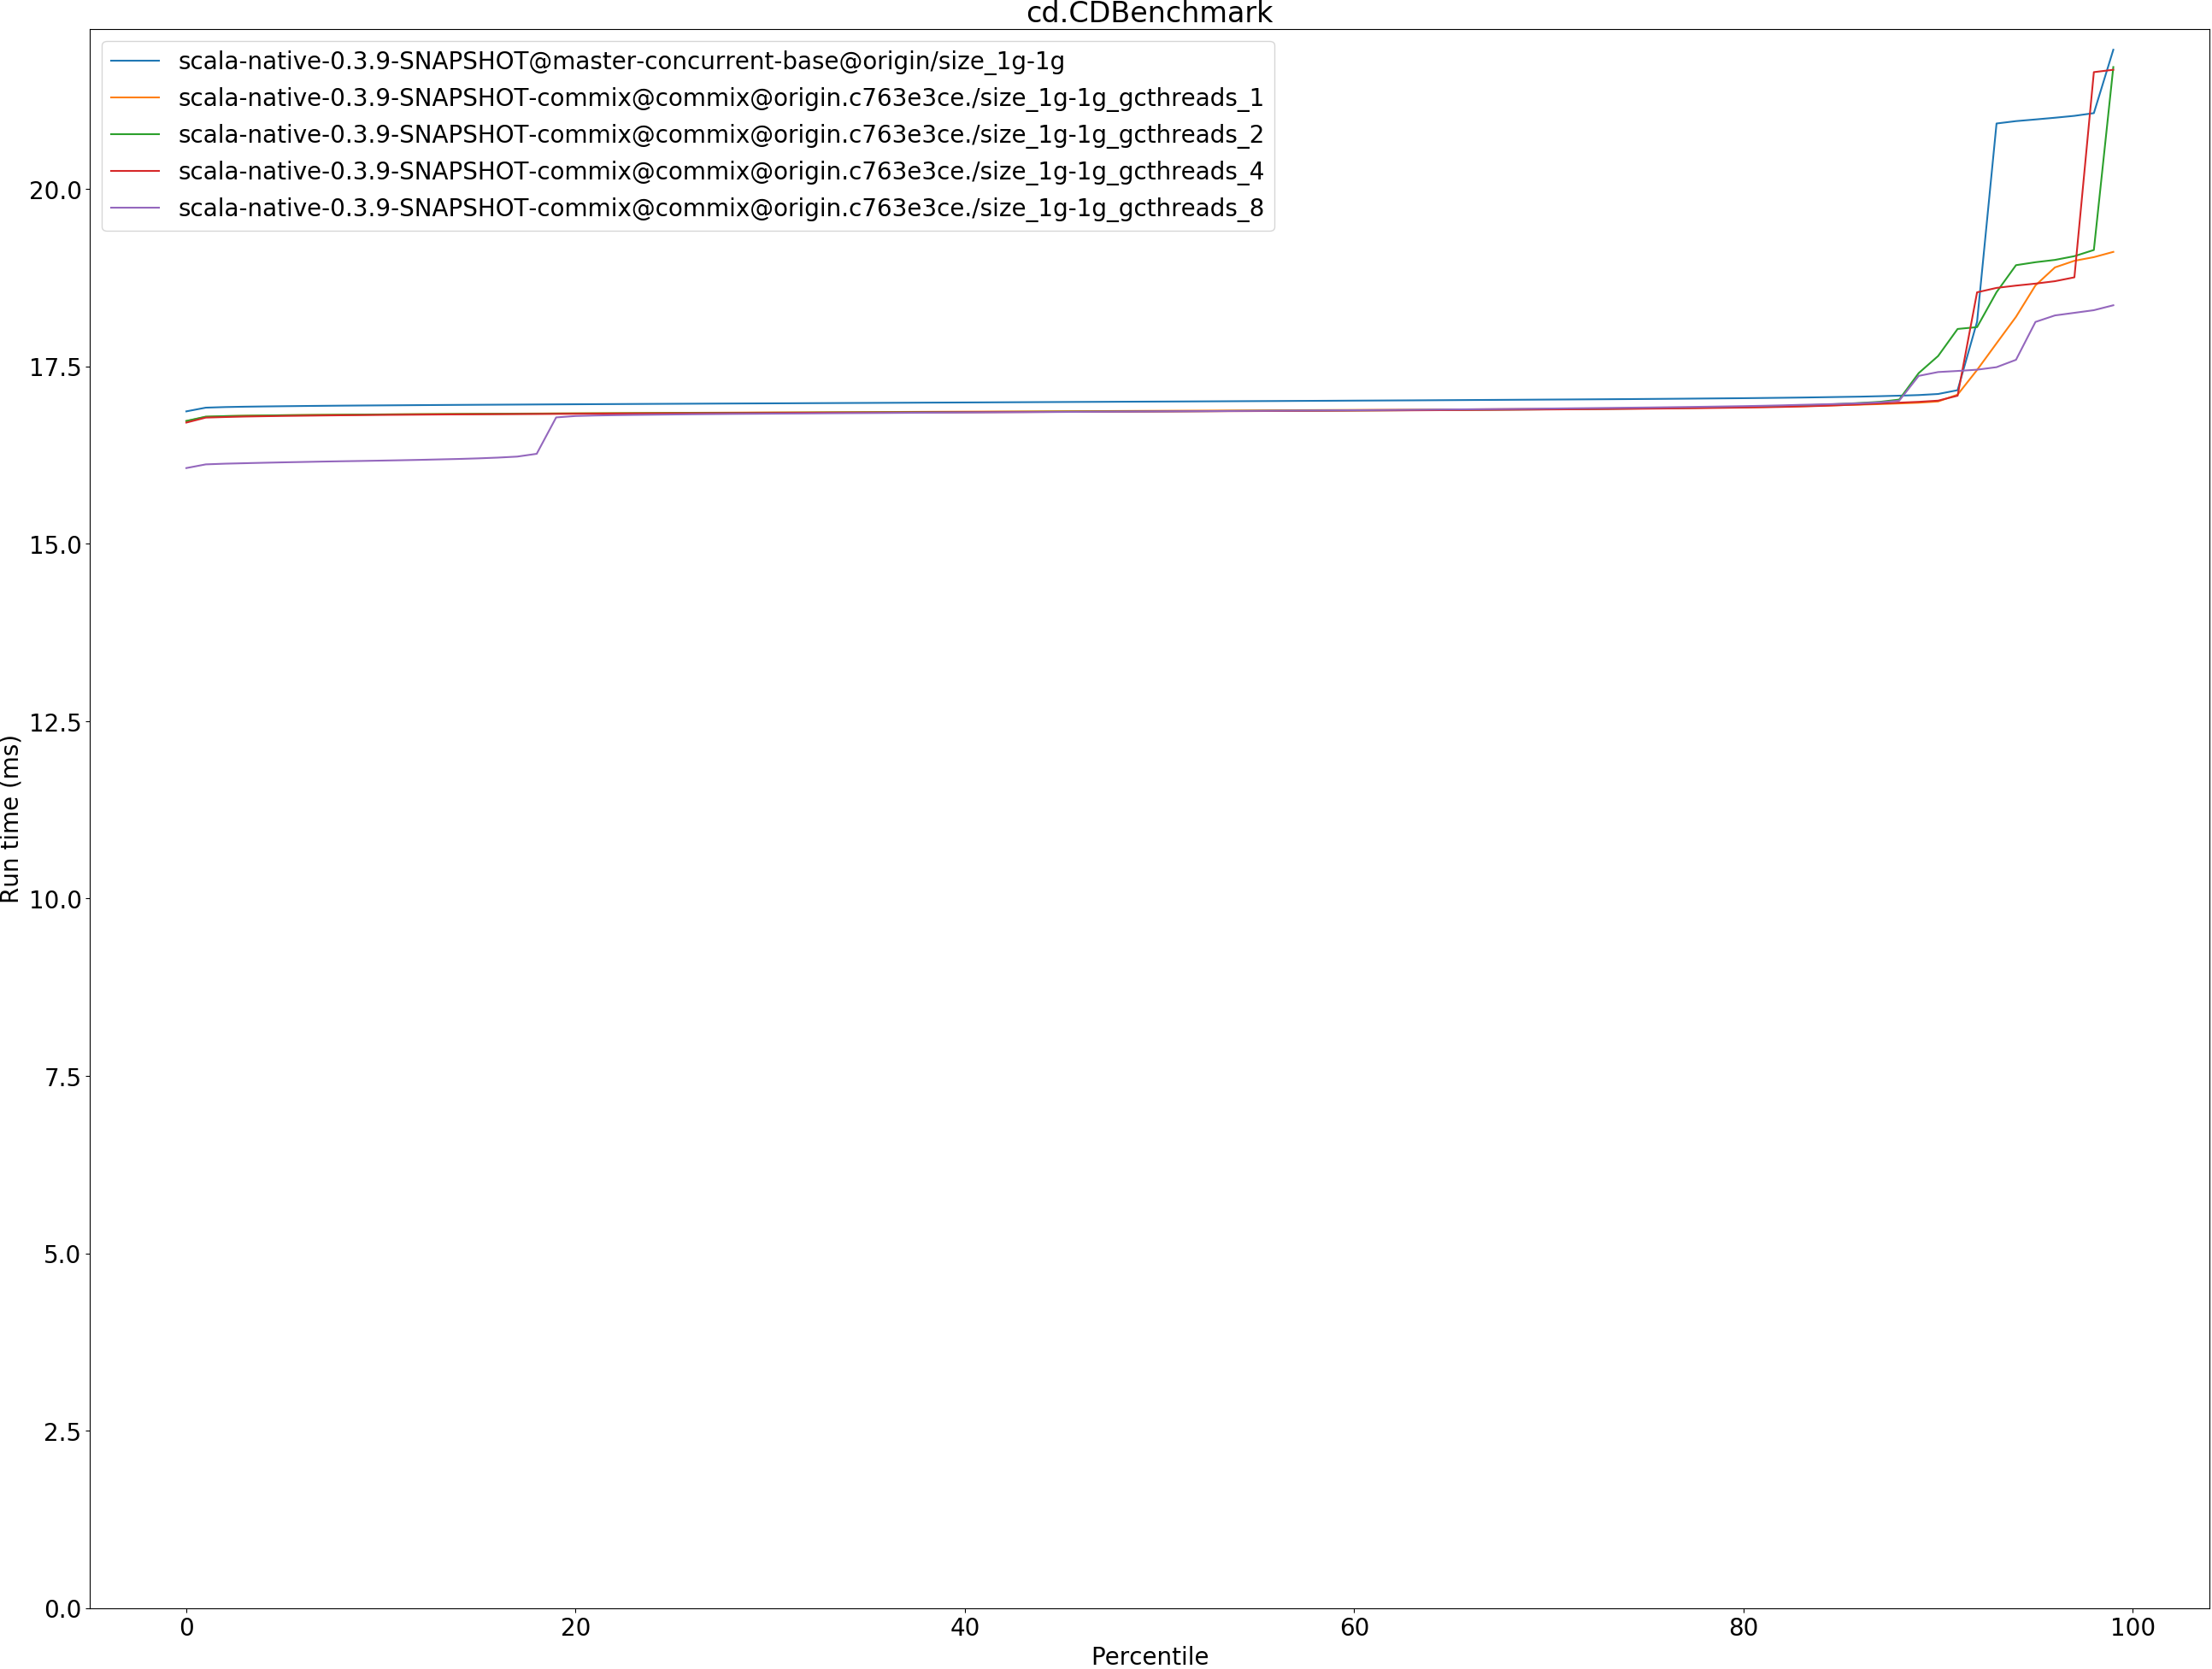 cd.CDBenchmark
scala-native-0.3.9-SNAPSHOT@master-concurrent-base@origin/size_1g-1g
scala-native-0.3.9-SNAPSHOT-commix@commix@origin.c763e3ce./size_1g-1g_gcthreads_1
scala-native-0.3.9-SNAPSHOT-commix@commix@origin.c763e3ce./size_1g-1g_gcthreads_2
scala-native-0.3.9-SNAPSHOT-commix@commix@origin.c763e3ce./size_1g-1g_gcthreads_4
scala-native-0.3.9-SNAPSHOT-commix@commix@origin.c763e3ce./size_1g-1g_gcthreads_8
20.0
17.5
15.0
12.5
10.0
7.5
5.0
2.5
0.0
Run time (ms)
0 20 40 60 80 100
Percentile